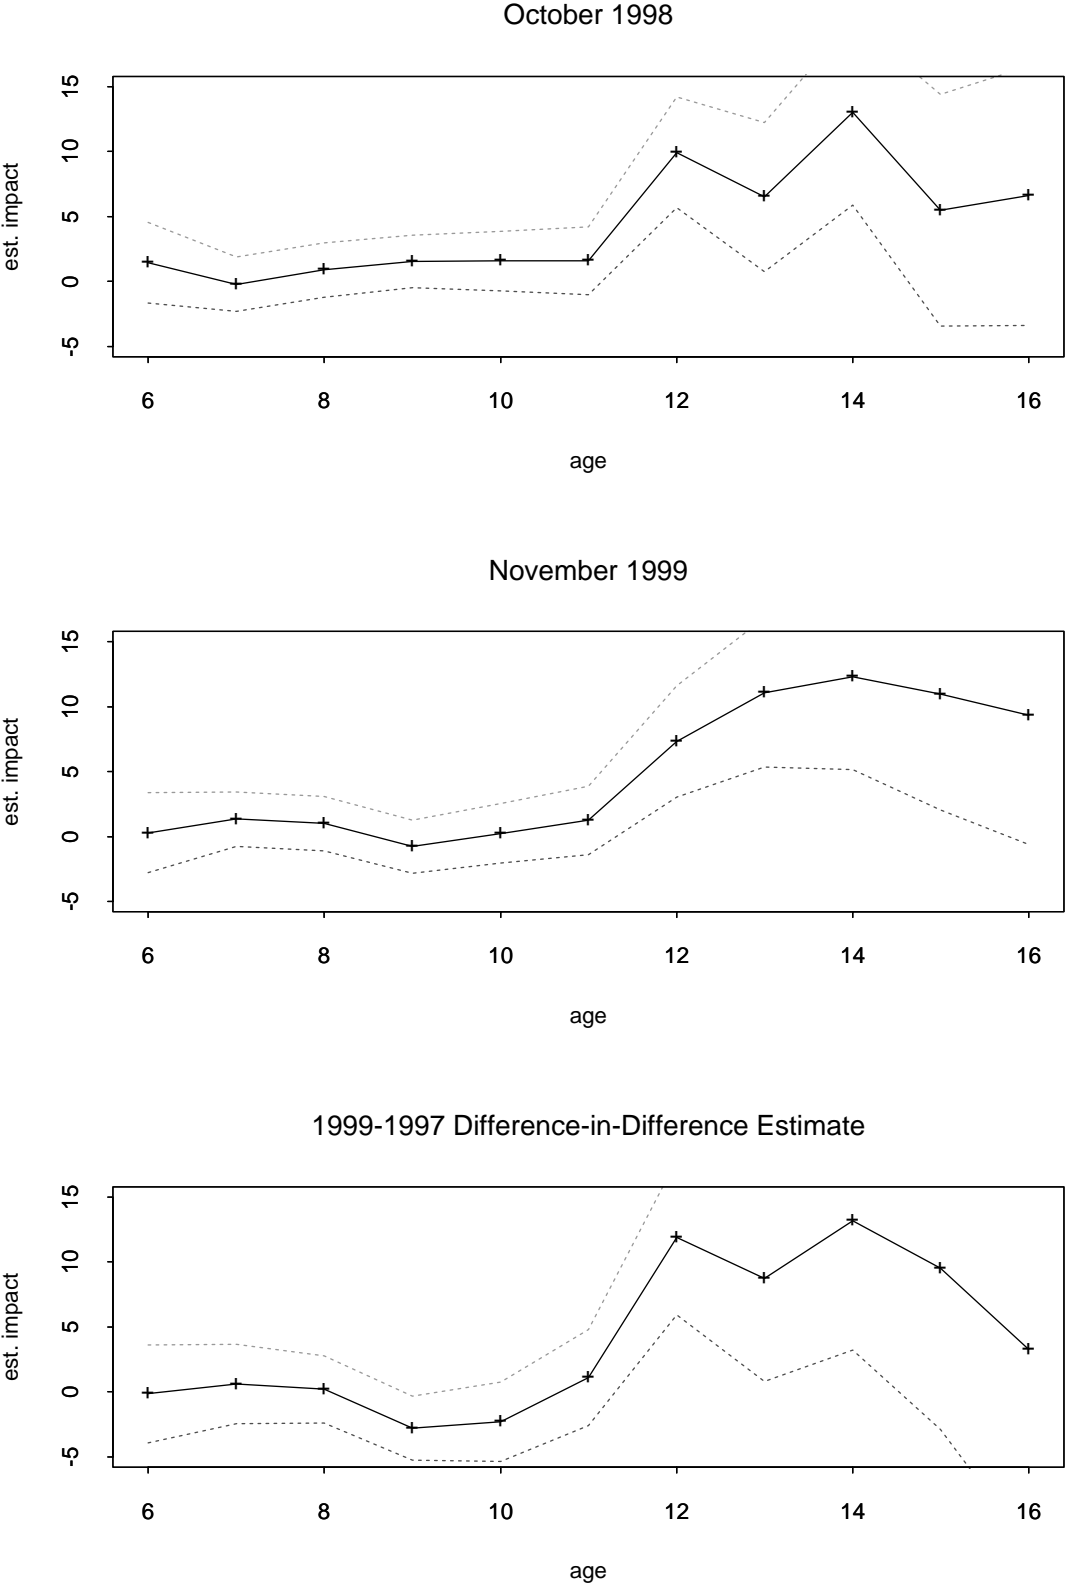 October 1998
est. impact
15
10
5
0
-5
6 8 10 12 14 16
age
November 1999
est. impact
15
10
5
0
-5
6 8 10 12 14 16
age
1999-1997 Difference-in-Difference Estimate
est. impact
15
10
5
0
-5
6 8 10 12 14 16
age